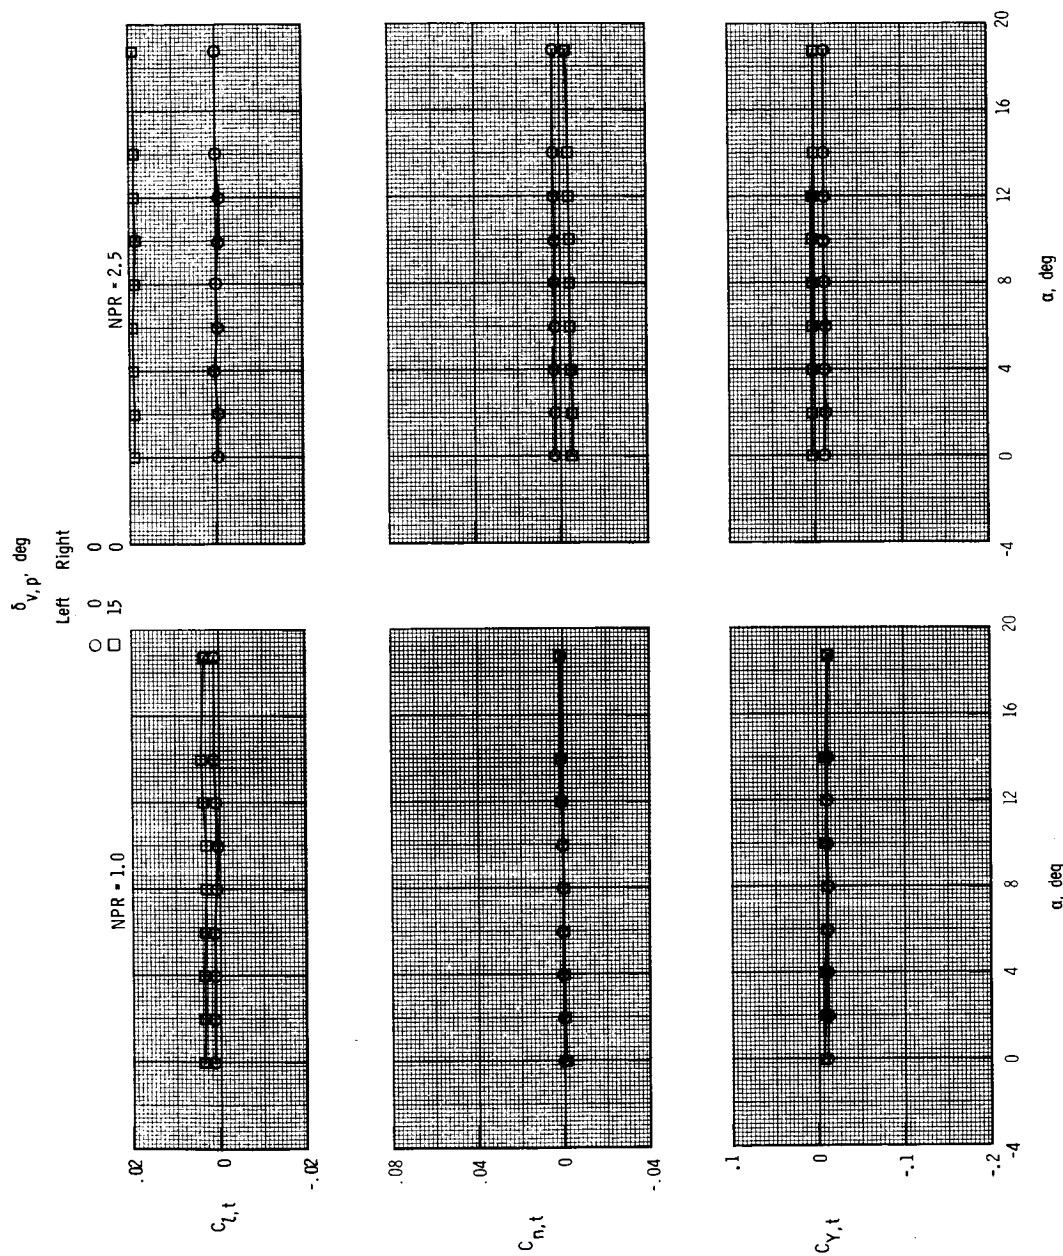 δv,p, deg
Left Right
○ 0 0
□ 15 0
NPR = 1.0
NPR = 2.5
Cl,t
.02
0
-.02
Cn,t
.08
.04
0
-.04
CY,t
.1
0
-.1
-.2
-4 0 4 8 12 16 20
α, deg
-4 0 4 8 12 16 20
α, deg